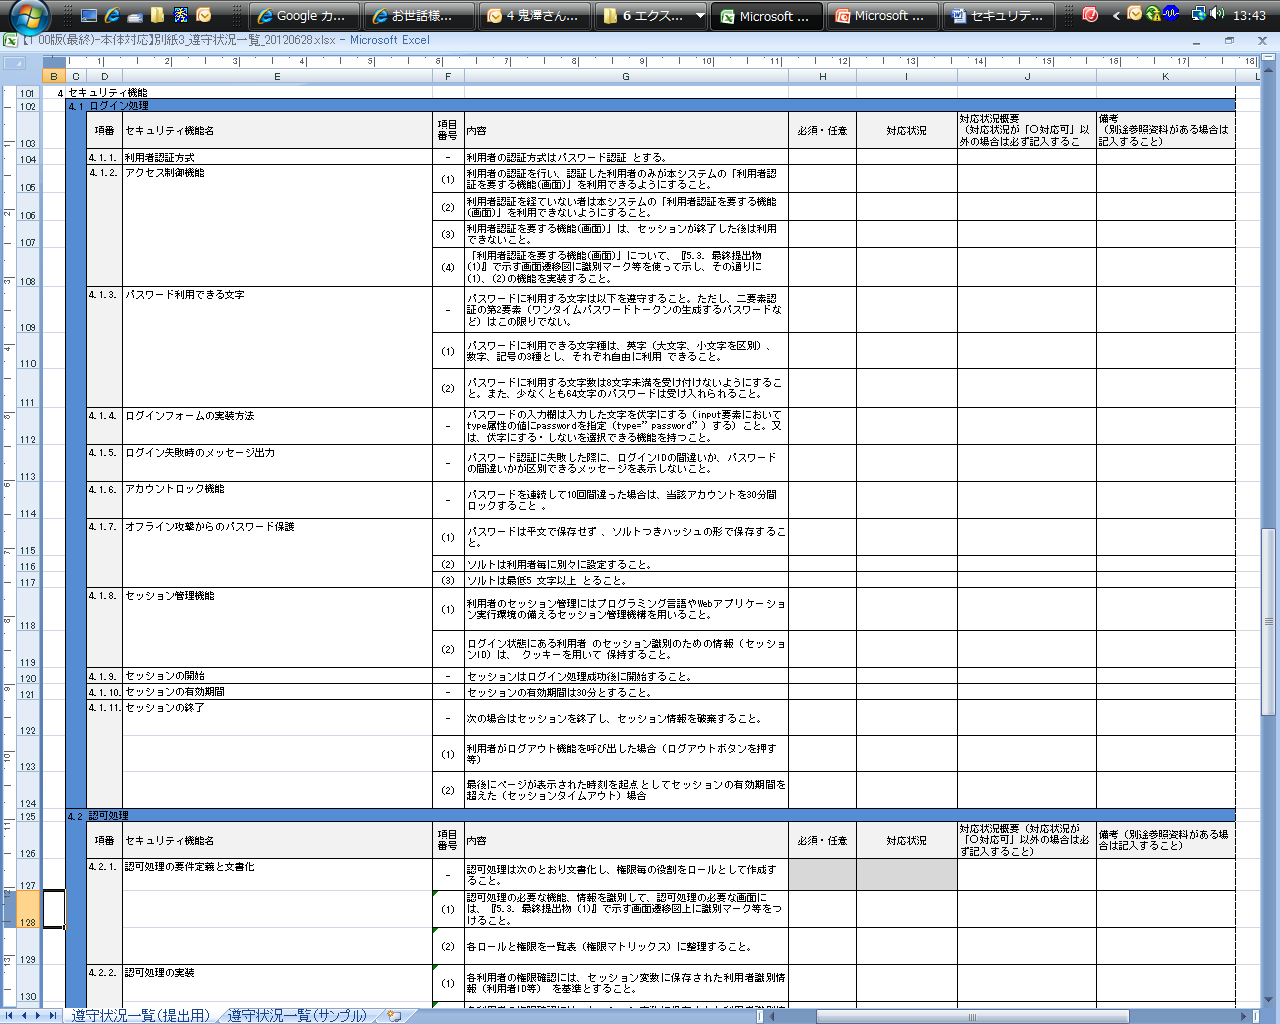 Google カ...
お世話様...
4 鬼澤さん...
6 エクス...
Microsoft ...
Microsoft ...
セキュリテ...
13:43
【1 00版(最終)-本体対応】別紙3_遵守状況一覧_20120628.xlsx - Microsoft Excel
B C D E F G H I J K L
101 4 セキュリティ機能
102 4.1 ログイン処理
103 項番 セキュリティ機能名 項目番号 内容 必須・任意 対応状況
対応状況概要
（対応状況が「〇対応可」以
外の場合は必ず記入するこ
備考
（別途参照資料がある場合は
記入すること）
104 4.1.1. 利用者認証方式 - 利用者の認証方式はパスワード認証 とする。
105 4.1.2. アクセス制御機能 (1) 利用者の認証を行い、認証した利用者のみが本システムの「利用者認
証を要する機能(画面)」を利用できるようにすること。
106 (2) 利用者認証を経ていない者は本システムの「利用者認証を要する機能
(画面)」を利用できないようにすること。
107 (3) 利用者認証を要する機能(画面)」は、セッションが終了した後は利用
できないこと。
108 (4) 「利用者認証を要する機能(画面)」について、『5.3. 最終提出物
(1)』で示す画面遷移図に識別マーク等を使って示し、その通りに
(1)、(2)の機能を実装すること。
109 4.1.3. パスワード利用できる文字 - パスワードに利用する文字は以下を遵守すること。ただし、二要素認
証の第2要素（ワンタイムパスワードトークンの生成するパスワードな
ど）はこの限りでない。
110 (1) パスワードに利用できる文字種は、英字（大文字、小文字を区別）、
数字、記号の3種とし、それぞれ自由に利用 できること。
111 (2) パスワードに利用する文字数は8文字未満を受け付けないようにするこ
と。また、少なくとも64文字のパスワードは受け入れられること。
112 4.1.4. ログインフォームの実装方法 - パスワードの入力欄は入力した文字を伏字にする（input要素において
type属性の値にpasswordを指定（type=”password”）する）こと。又
は、伏字にする・しないを選択できる機能を持つこと。
113 4.1.5. ログイン失敗時のメッセージ出力 - パスワード認証に失敗した際に、ログインIDの間違いか、パスワード
の間違いかが区別できるメッセージを表示しないこと。
114 4.1.6. アカウントロック機能 - パスワードを連続して10回間違った場合は、当該アカウントを30分間
ロックすること 。
115 4.1.7. オフライン攻撃からのパスワード保護 (1) パスワードは平文で保存せず 、ソルトつきハッシュの形で保存するこ
と。
116 (2) ソルトは利用者毎に別々に設定すること。
117 (3) ソルトは最低5 文字以上 とること。
118 4.1.8. セッション管理機能 (1) 利用者のセッション管理にはプログラミング言語やWebアプリケーショ
ン実行環境の備えるセッション管理機構を用いること。
119 (2) ログイン状態にある利用者 のセッション識別のための情報（セッショ
ンID）は、 クッキーを用いて 保持すること。
120 4.1.9. セッションの開始 - セッションはログイン処理成功後に開始すること。
121 4.1.10. セッションの有効期間 - セッションの有効期間は30分とすること。
122 4.1.11. セッションの終了 - 次の場合はセッションを終了し、セッション情報を破棄すること。
123 (1) 利用者がログアウト機能を呼び出した場合（ログアウトボタンを押す
等）
124 (2) 最後にページが表示された時刻を起点としてセッションの有効期間を
超えた（セッションタイムアウト）場合
125 4.2 認可処理
126 項番 セキュリティ機能名 項目番号 内容 必須・任意 対応状況
対応状況概要（対応状況が
「〇対応可」以外の場合は必
ず記入すること）
備考（別途参照資料がある場
合は記入すること）
127 4.2.1. 認可処理の要件定義と文書化 - 認可処理は次のとおり文書化し、権限毎の役割をロールとして作成す
ること。
128 (1) 認可処理の必要な機能、情報を識別して、認可処理の必要な画面に
は、『5.3. 最終提出物（1)』で示す画面遷移図上に識別マーク等をつ
けること。
129 (2) 各ロールと権限を一覧表（権限マトリックス）に整理すること。
130 4.2.2. 認可処理の実装 (1) 各利用者の権限確認には、セッション変数に保存された利用者識別情
報（利用者ID等） を基準とすること。
遵守状況一覧(提出用) 遵守状況一覧(サンプル)